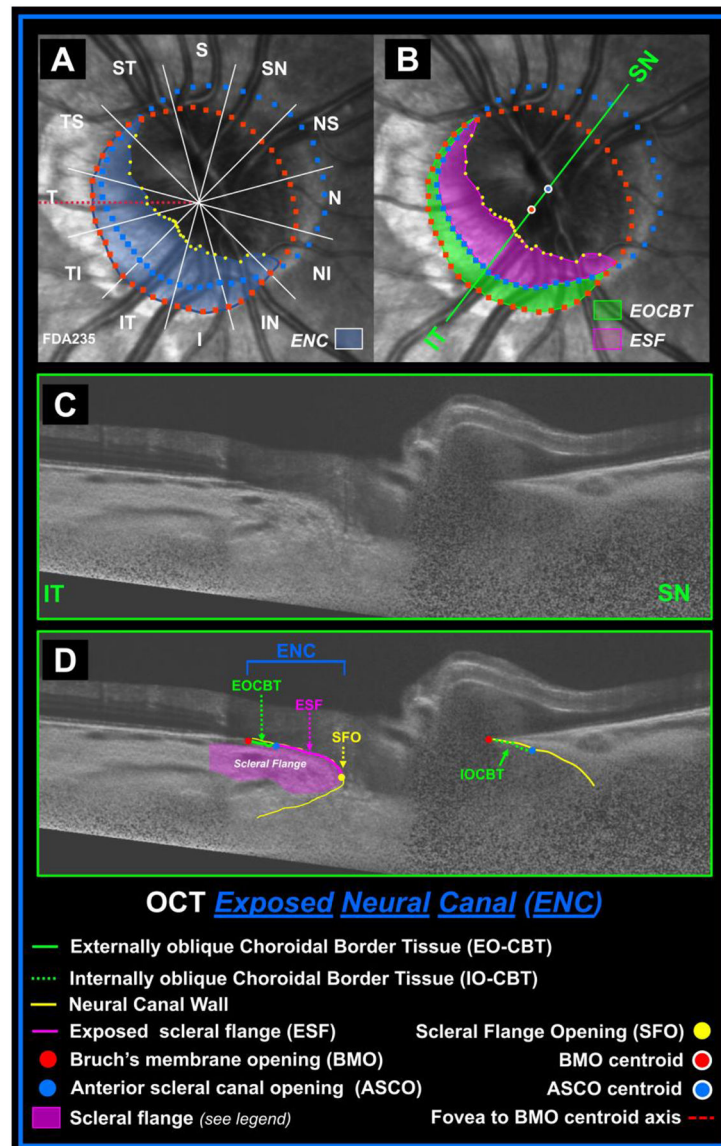 A
S
ST
SN
TS
NS
T
N
TI
NI
IT
IN
I
FDA235
ENC
B
SN
IT
EOCBT
ESF
C
IT
SN
D
ENC
EOCBT
ESF
SFO
Scleral Flange
IOCBT
OCT Exposed Neural Canal (ENC)
Externally oblique Choroidal Border Tissue (EO-CBT)
Internally oblique Choroidal Border Tissue (IO-CBT)
Neural Canal Wall
Exposed scleral flange (ESF)
Scleral Flange Opening (SFO)
Bruch's membrane opening (BMO)
BMO centroid
Anterior scleral canal opening (ASCO)
ASCO centroid
Scleral flange (see legend)
Fovea to BMO centroid axis